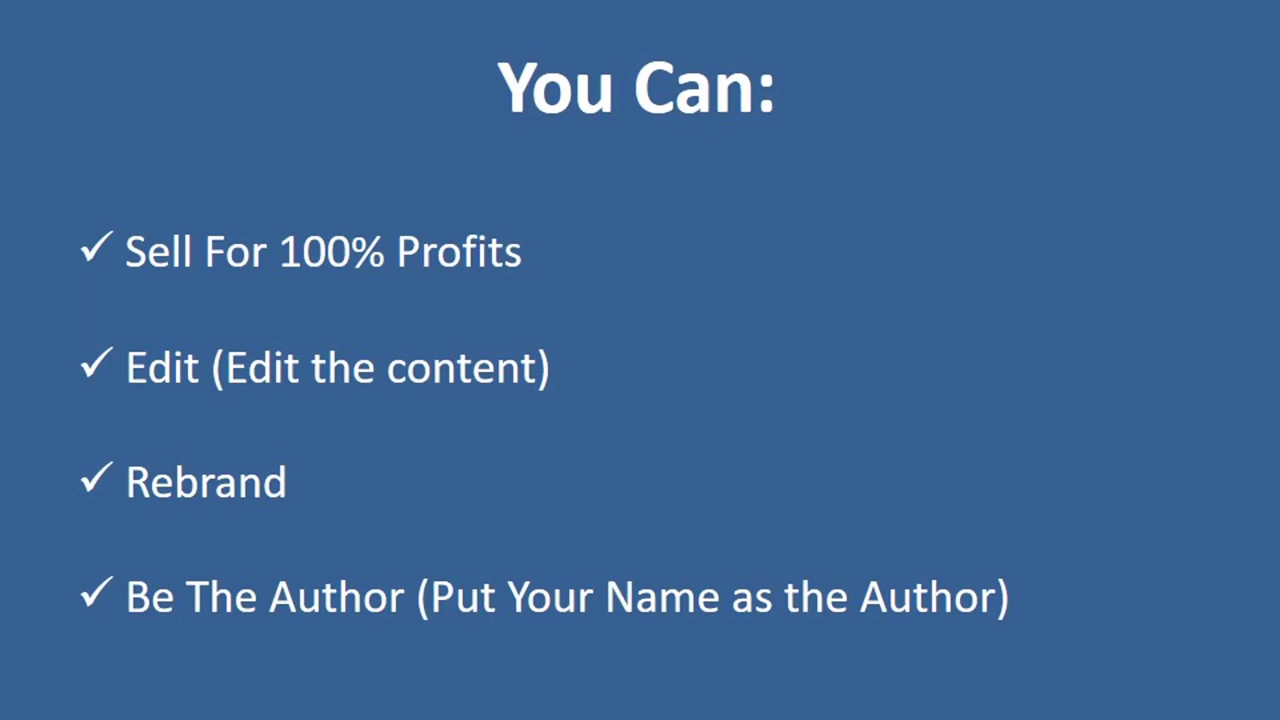 You Can:
✓ Sell For 100% Profits
✓ Edit (Edit the content)
✓ Rebrand
✓ Be The Author (Put Your Name as the Author)